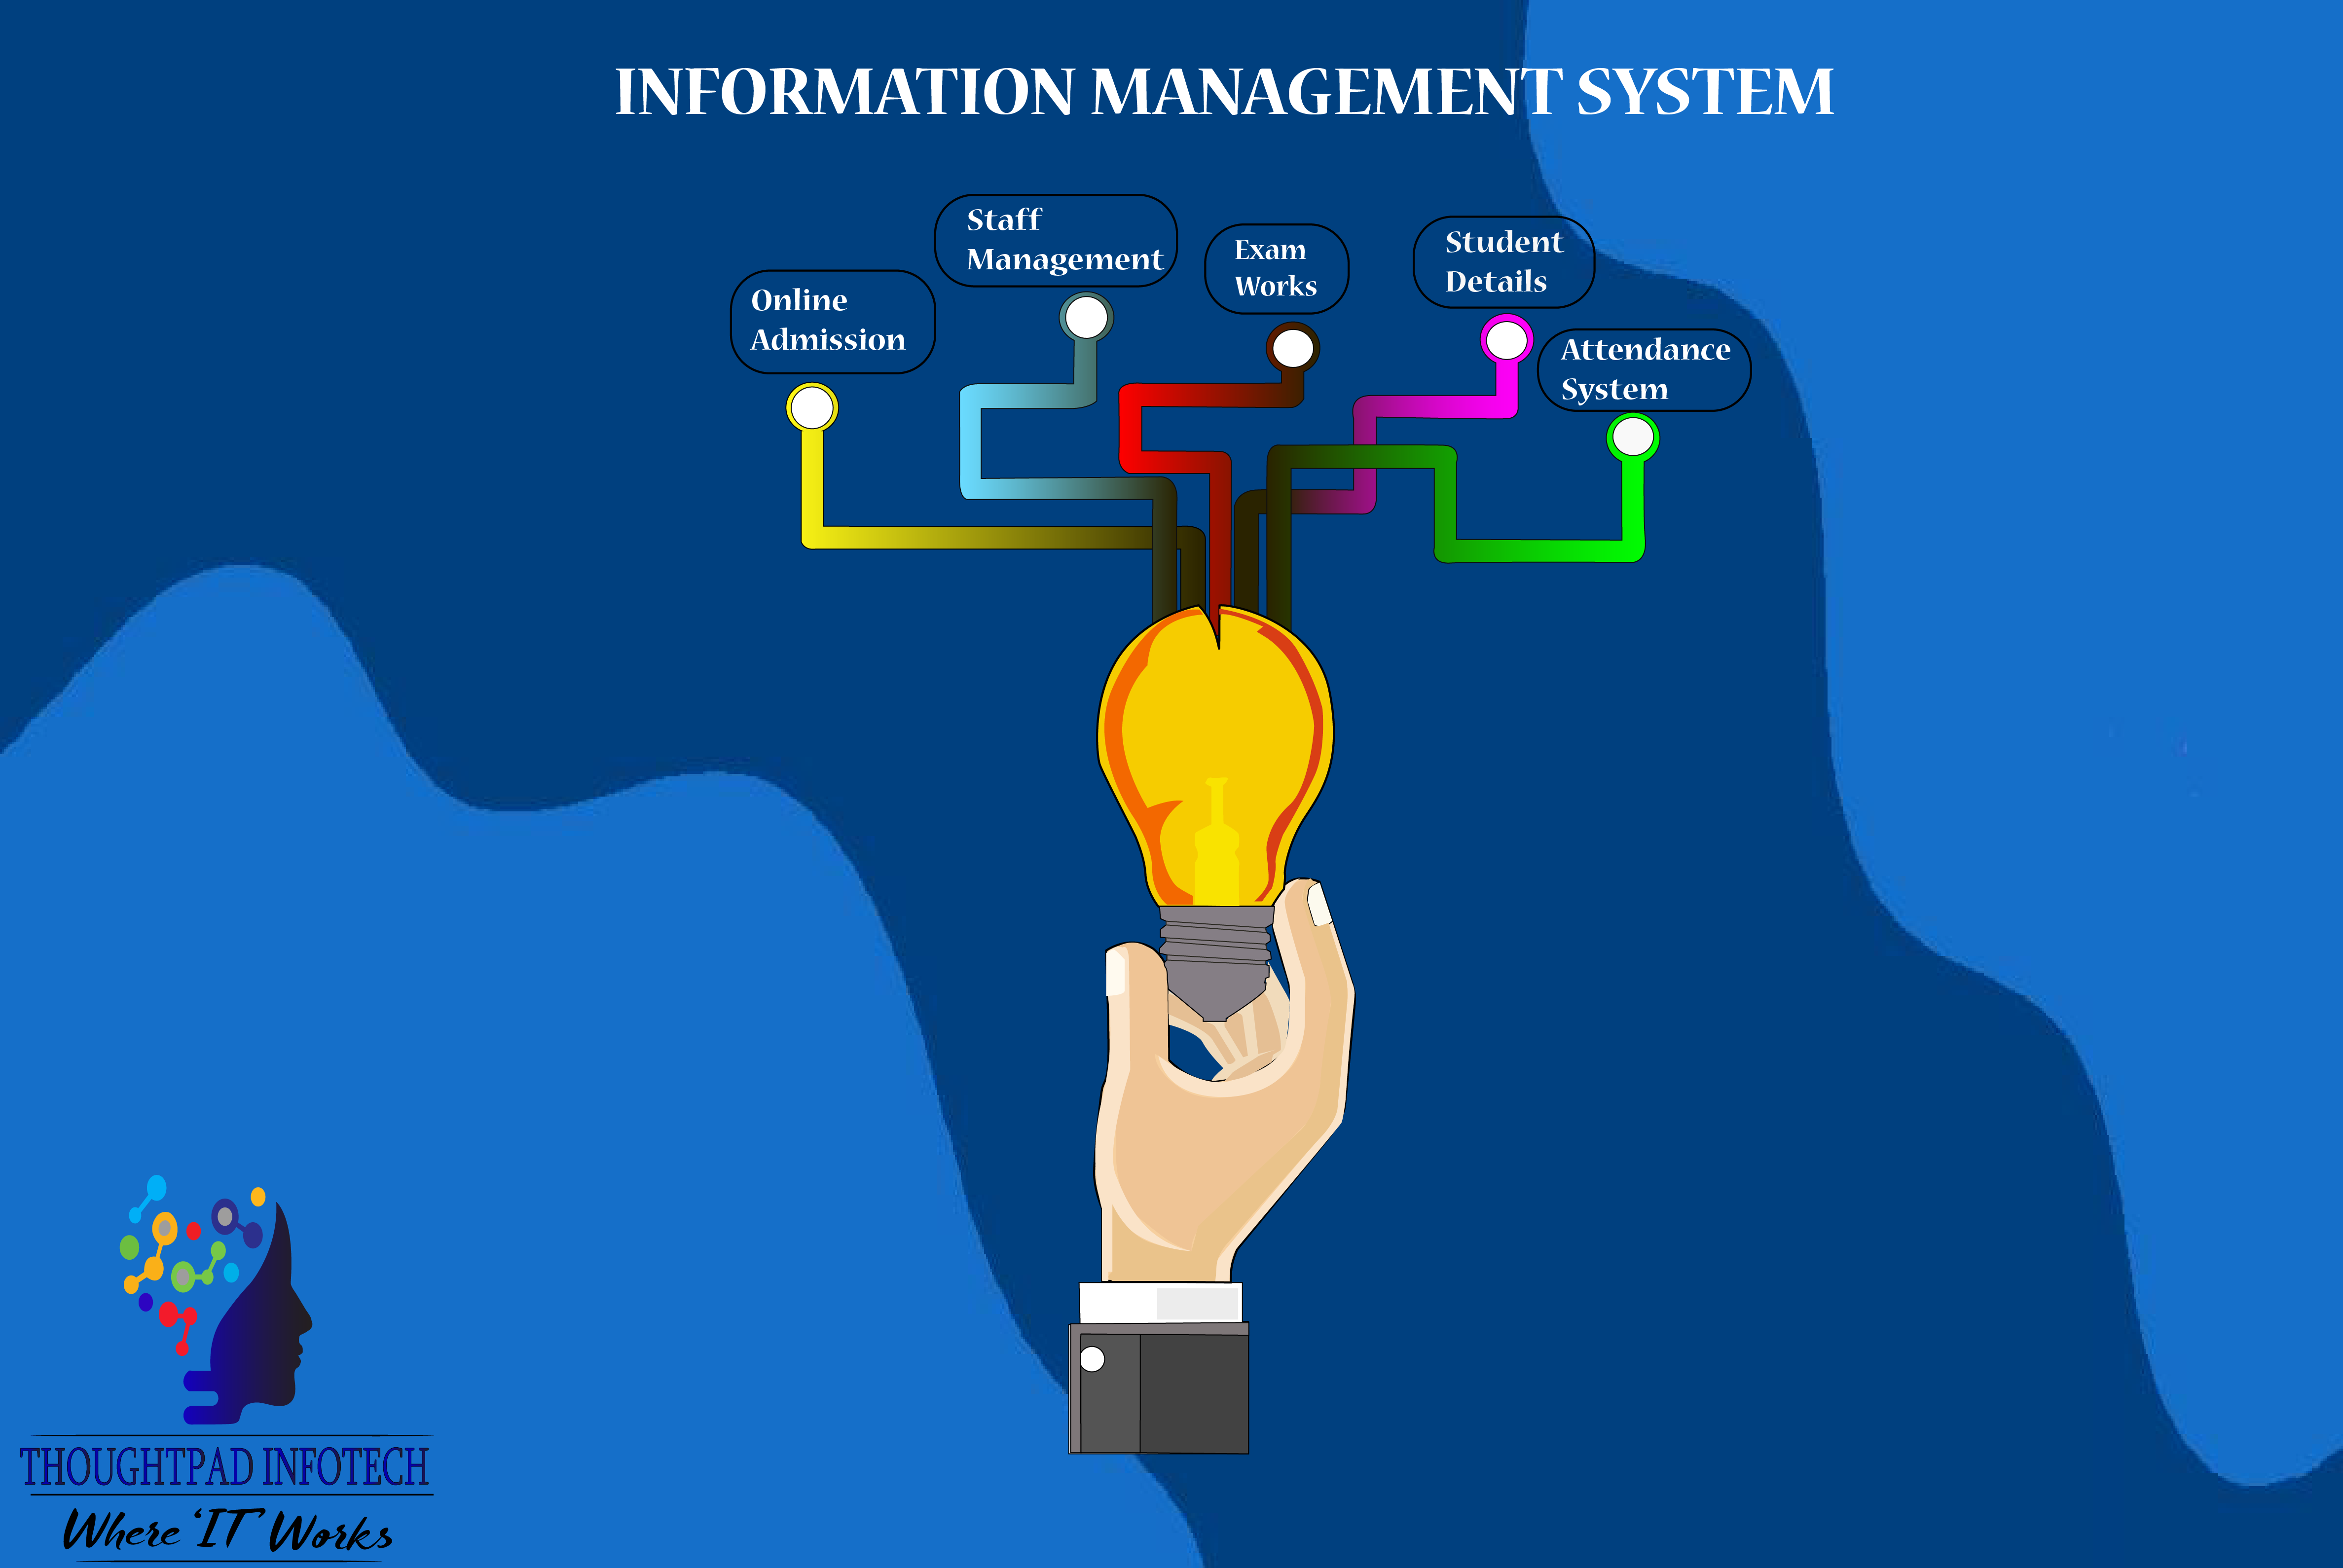 INFORMATION MANAGEMENT SYSTEM
Staff
Management
Exam
Works
Student
Details
Online
Admission
Attendance
System
THOUGHTPAD INFOTECH
Where 'IT' Works